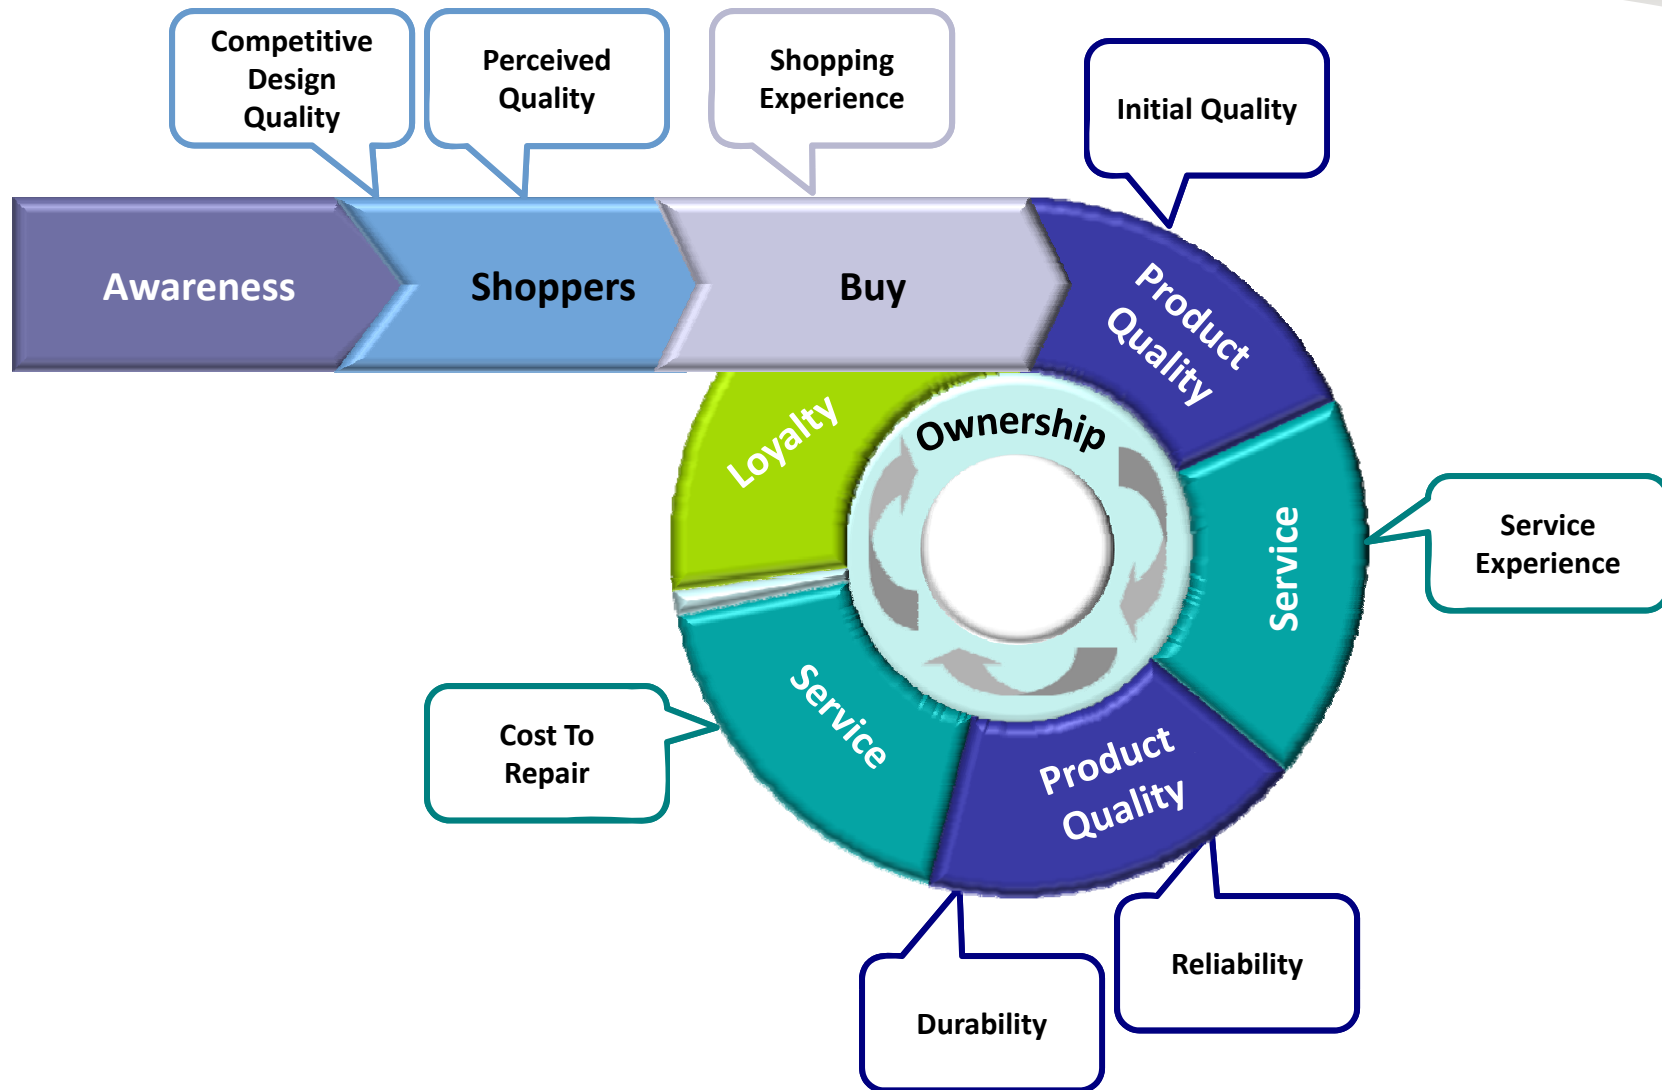 Competitive
Design
Quality
Perceived
Quality
Shopping
Experience
Initial Quality
Awareness
Shoppers
Buy
Product
Quality
Ownership
Loyalty
Service
Service
Experience
Service
Cost To
Repair
Product
Quality
Reliability
Durability